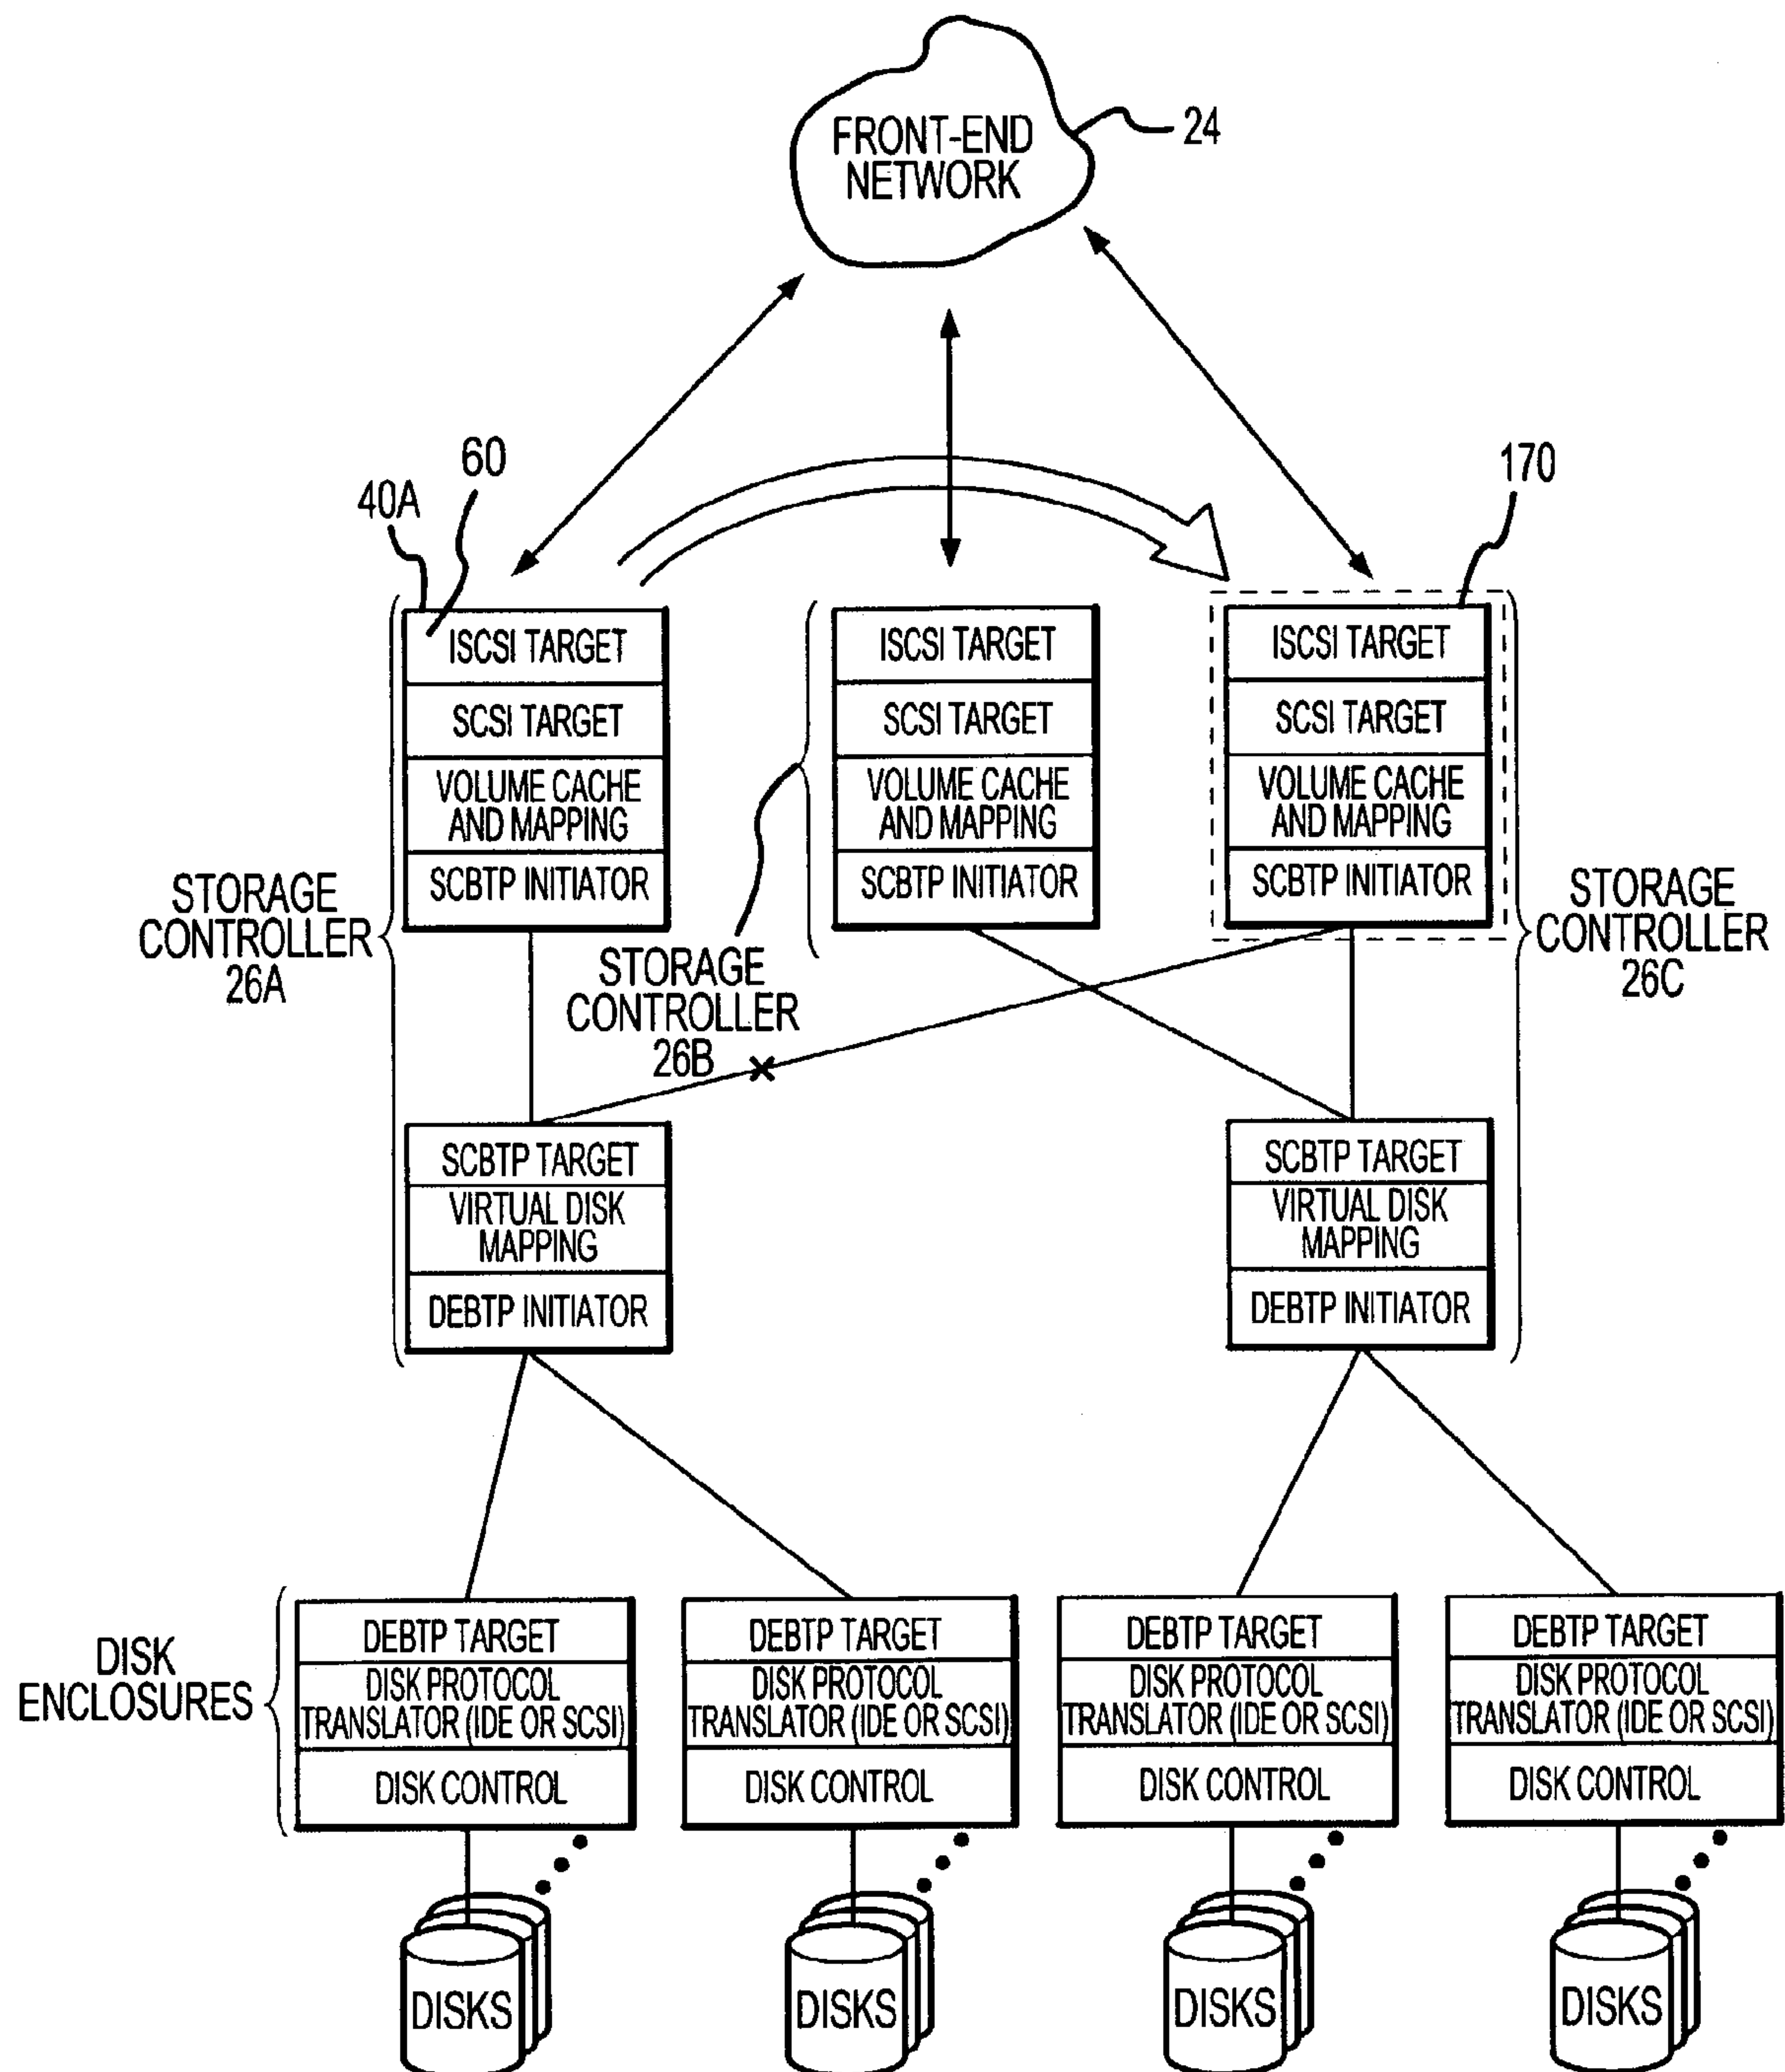 FRONT-END
NETWORK
24
60
40A
170
ISCSI TARGET
SCSI TARGET
VOLUME CACHE
AND MAPPING
SCBTP INITIATOR
ISCSI TARGET
SCSI TARGET
VOLUME CACHE
AND MAPPING
SCBTP INITIATOR
ISCSI TARGET
SCSI TARGET
VOLUME CACHE
AND MAPPING
SCBTP INITIATOR
STORAGE
CONTROLLER
26A
STORAGE
CONTROLLER
26B
STORAGE
CONTROLLER
26C
SCBTP TARGET
VIRTUAL DISK
MAPPING
DEBTP INITIATOR
SCBTP TARGET
VIRTUAL DISK
MAPPING
DEBTP INITIATOR
DISK
ENCLOSURES
DEBTP TARGET
DISK PROTOCOL
TRANSLATOR (IDE OR SCSI)
DISK CONTROL
DEBTP TARGET
DISK PROTOCOL
TRANSLATOR (IDE OR SCSI)
DISK CONTROL
DEBTP TARGET
DISK PROTOCOL
TRANSLATOR (IDE OR SCSI)
DISK CONTROL
DEBTP TARGET
DISK PROTOCOL
TRANSLATOR (IDE OR SCSI)
DISK CONTROL
DISKS
DISKS
DISKS
DISKS